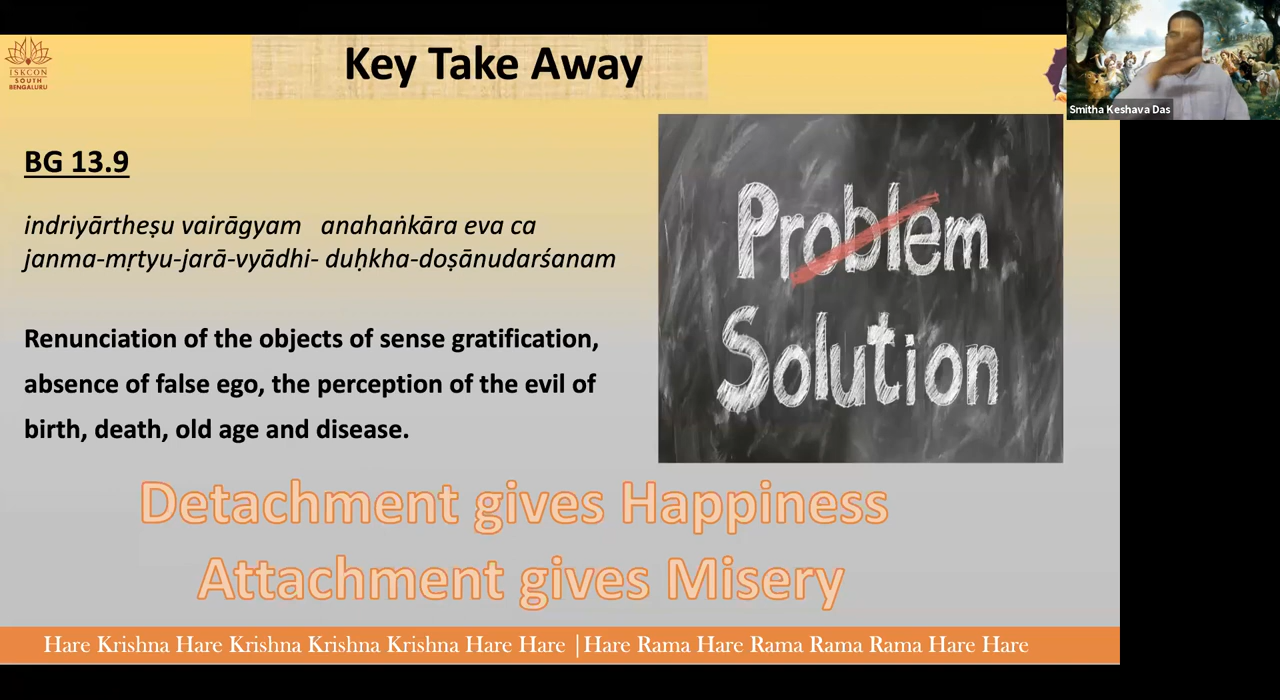 Key Take Away
ISKCON
SOUTH
BENGALURU
Smitha Keshava Das
BG 13.9
indriyārtheṣu vairāgyam anahaṅkāra eva ca
janma-mṛtyu-jarā-vyādhi- duḥkha-doṣānudarśanam
Renunciation of the objects of sense gratification,
absence of false ego, the perception of the evil of
birth, death, old age and disease.
Problem
Solution
Detachment gives Happiness
Attachment gives Misery
Hare Krishna Hare Krishna Krishna Krishna Hare Hare |Hare Rama Hare Rama Rama Rama Hare Hare